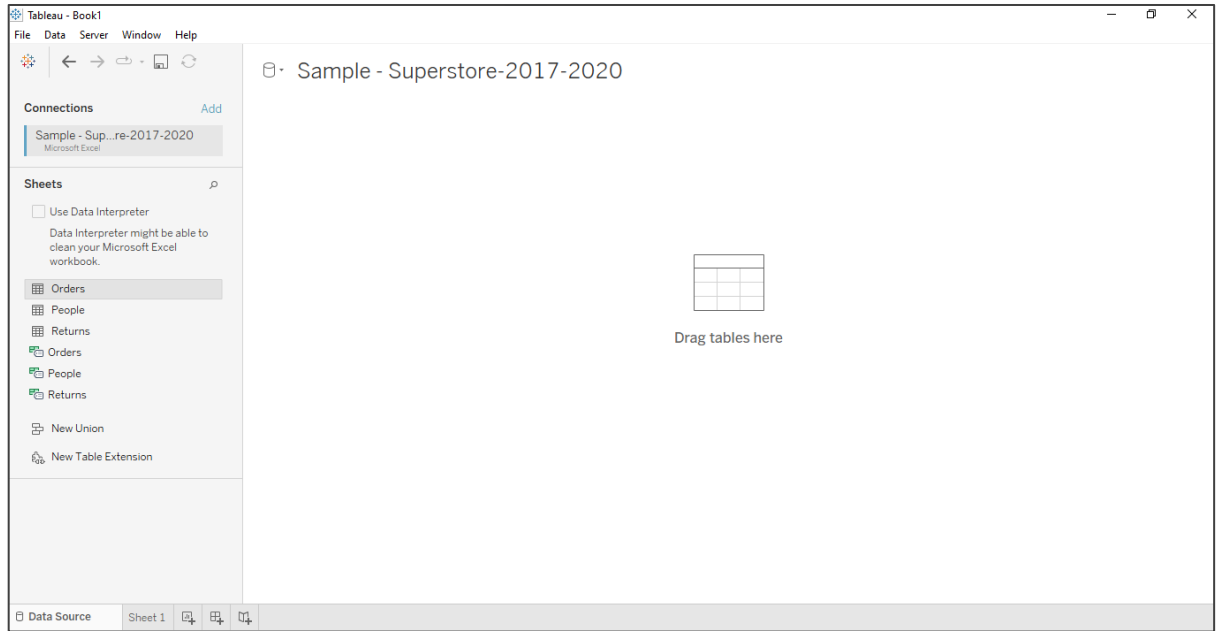 Tableau - Book1
File Data Server Window Help
Sample - Superstore-2017-2020
Connections Add
Sample - Sup...re-2017-2020
Microsoft Excel
Sheets
Use Data Interpreter
Data Interpreter might be able to
clean your Microsoft Excel
workbook.
Orders
People
Returns
Orders
People
Returns
New Union
New Table Extension
Drag tables here
Data Source Sheet 1